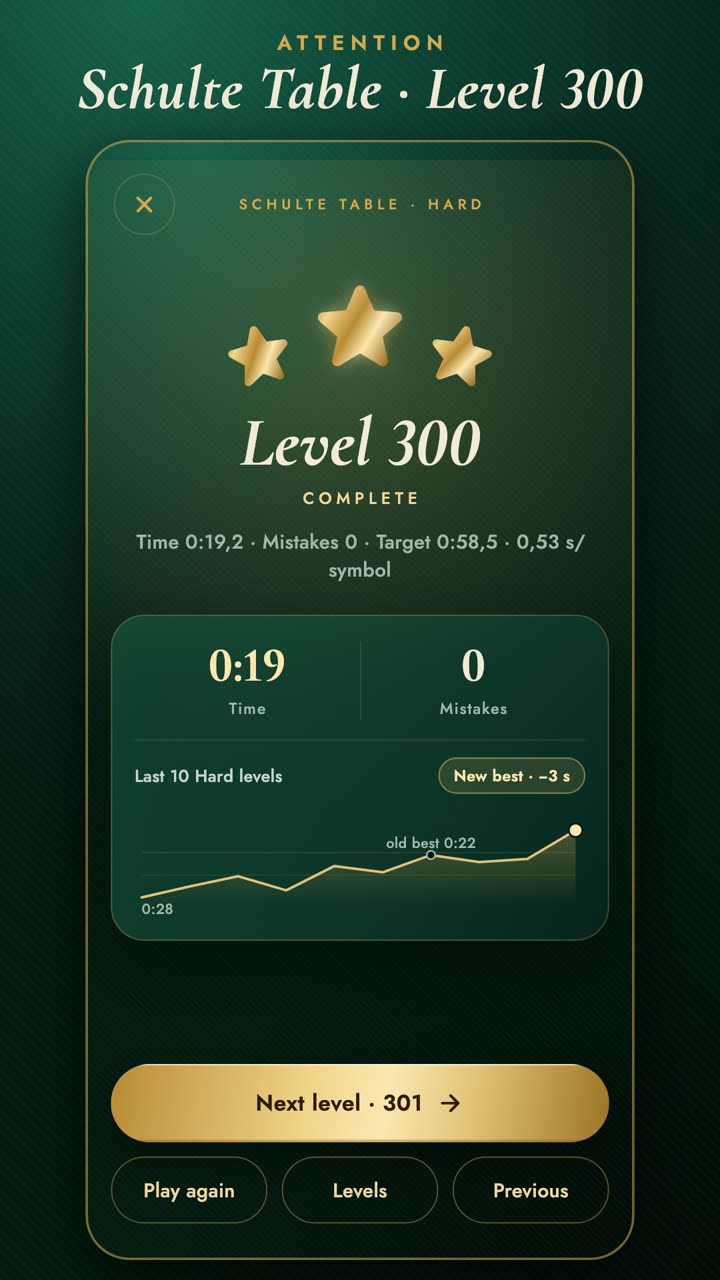 ATTENTION
Schulte Table · Level 300
SCHULTE TABLE · HARD
Level 300
COMPLETE
Time 0:19,2 · Mistakes 0 · Target 0:58,5 · 0,53 s/
symbol
0:19
Time
0
Mistakes
Last 10 Hard levels
New best · −3 s
old best 0:22
0:28
Next level · 301 →
Play again
Levels
Previous